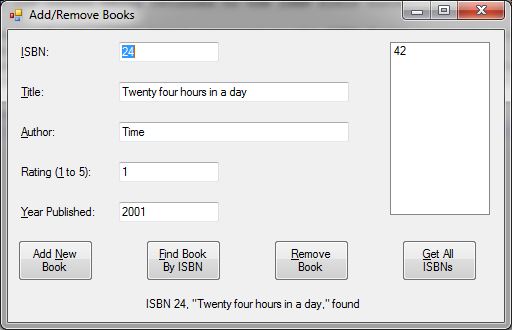 Add/Remove Books
ISBN: 24
42
Title: Twenty four hours in a day
Author: Time
Rating (1 to 5): 1
Year Published: 2001
Add New
Book
Find Book
By ISBN
Remove
Book
Get All
ISBNs
ISBN 24, "Twenty four hours in a day," found